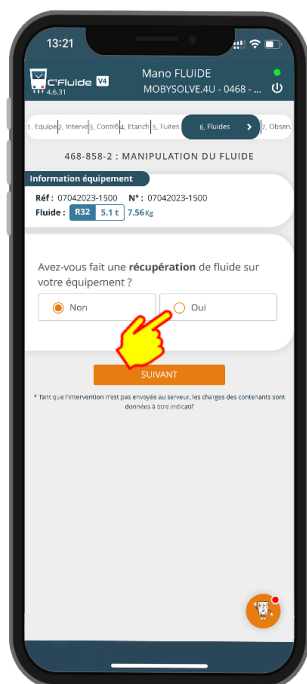 13:21
C'Fluide V4
4.6.31
Mano FLUIDE
MOBYSOLVE.4U - 0468 - ...
1, Equipe 2, Interve 3, Contrô 4, Etanch 5, Fuites 6, Fluides 7, Observ
468-858-2 : MANIPULATION DU FLUIDE
Information équipement
Réf : 07042023-1500 N° : 07042023-1500
Fluide : R32 5.1 t 7.56 Kg
Avez-vous fait une récupération de fluide sur
votre équipement ?
Non Oui
SUIVANT
* Tant que l'intervention n'est pas envoyée au serveur, les charges des contenants sont
données à titre indicatif